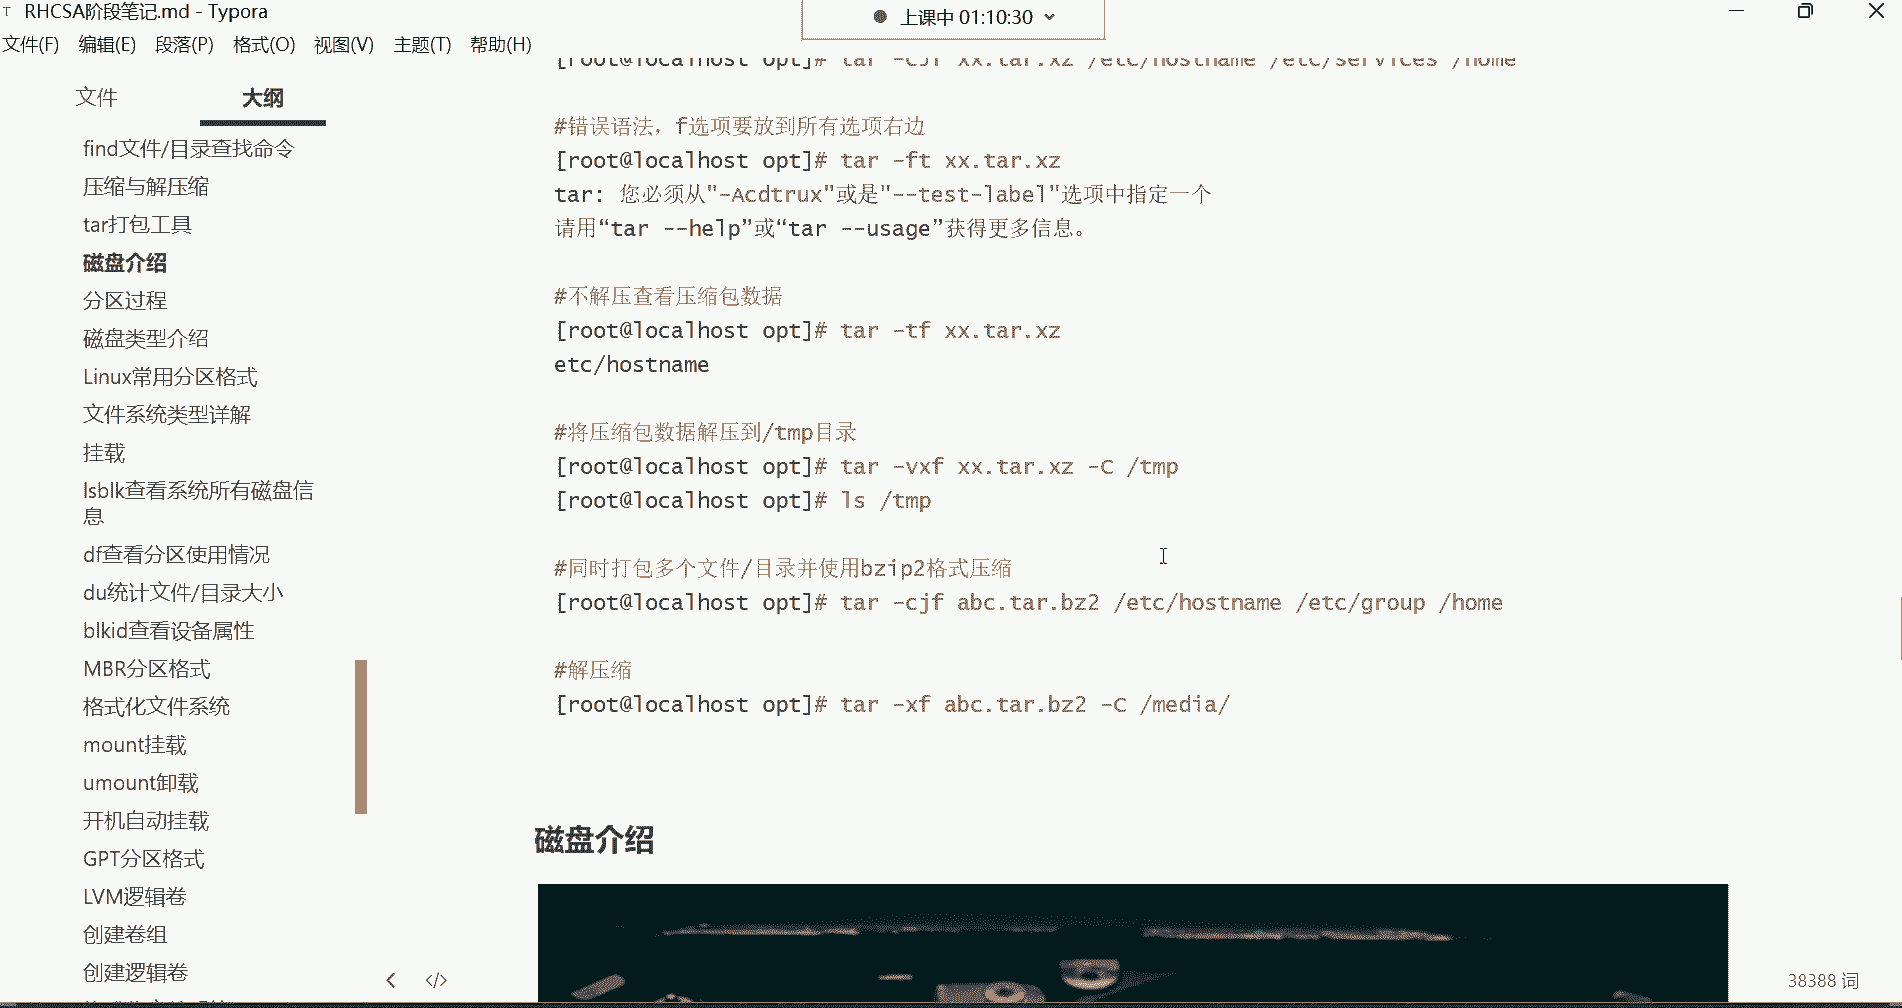 RHCSA阶段笔记.md - Typora
上课中 01:10:30
文件(F) 编辑(E) 段落(P) 格式(O) 视图(V) 主题(T) 帮助(H)
文件 大纲
find文件/目录查找命令
压缩与解压缩
tar打包工具
磁盘介绍
分区过程
磁盘类型介绍
Linux常用分区格式
文件系统类型详解
挂载
lsblk查看系统所有磁盘信
息
df查看分区使用情况
du统计文件/目录大小
blkid查看设备属性
MBR分区格式
格式化文件系统
mount挂载
umount卸载
开机自动挂载
GPT分区格式
LVM逻辑卷
创建卷组
创建逻辑卷
[root@localhost opt]# tar -cJf xx.tar.xz /etc/hostname /etc/services /home
#错误语法，f选项要放到所有选项右边
[root@localhost opt]# tar -ft xx.tar.xz
tar: 您必须从"-Acdtrux"或是"--test-label"选项中指定一个
请用“tar --help”或“tar --usage”获得更多信息。
#不解压查看压缩包数据
[root@localhost opt]# tar -tf xx.tar.xz
etc/hostname
#将压缩包数据解压到/tmp目录
[root@localhost opt]# tar -vxf xx.tar.xz -C /tmp
[root@localhost opt]# ls /tmp
#同时打包多个文件/目录并使用bzip2格式压缩
[root@localhost opt]# tar -cjf abc.tar.bz2 /etc/hostname /etc/group /home
#解压缩
[root@localhost opt]# tar -xf abc.tar.bz2 -C /media/
磁盘介绍
38388 词